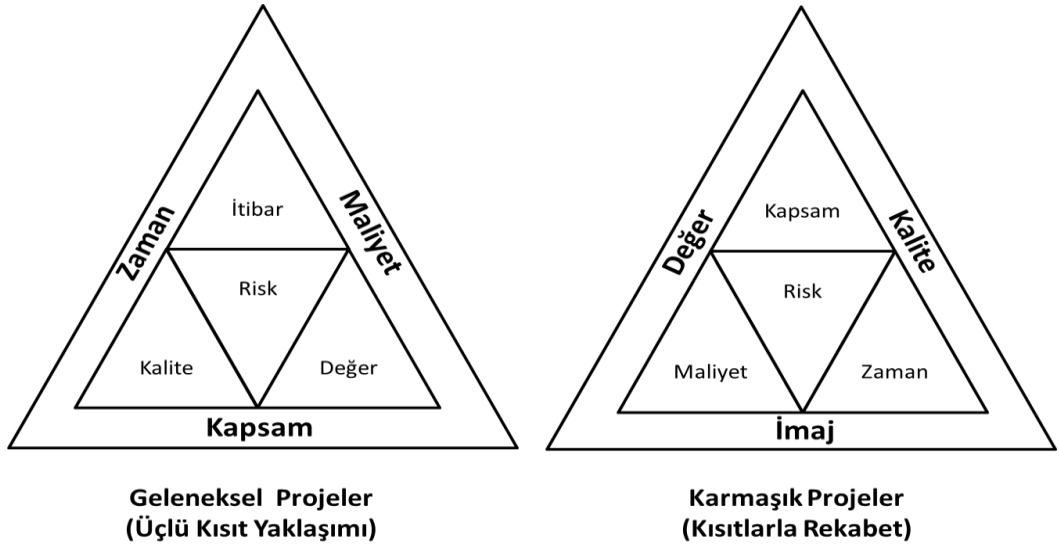 Zaman
Maliyet
İtibar
Risk
Kalite
Değer
Kapsam
Geleneksel Projeler
(Üçlü Kısıt Yaklaşımı)
Değer
Kalite
Kapsam
Risk
Maliyet
Zaman
İmaj
Karmaşık Projeler
(Kısıtlarla Rekabet)